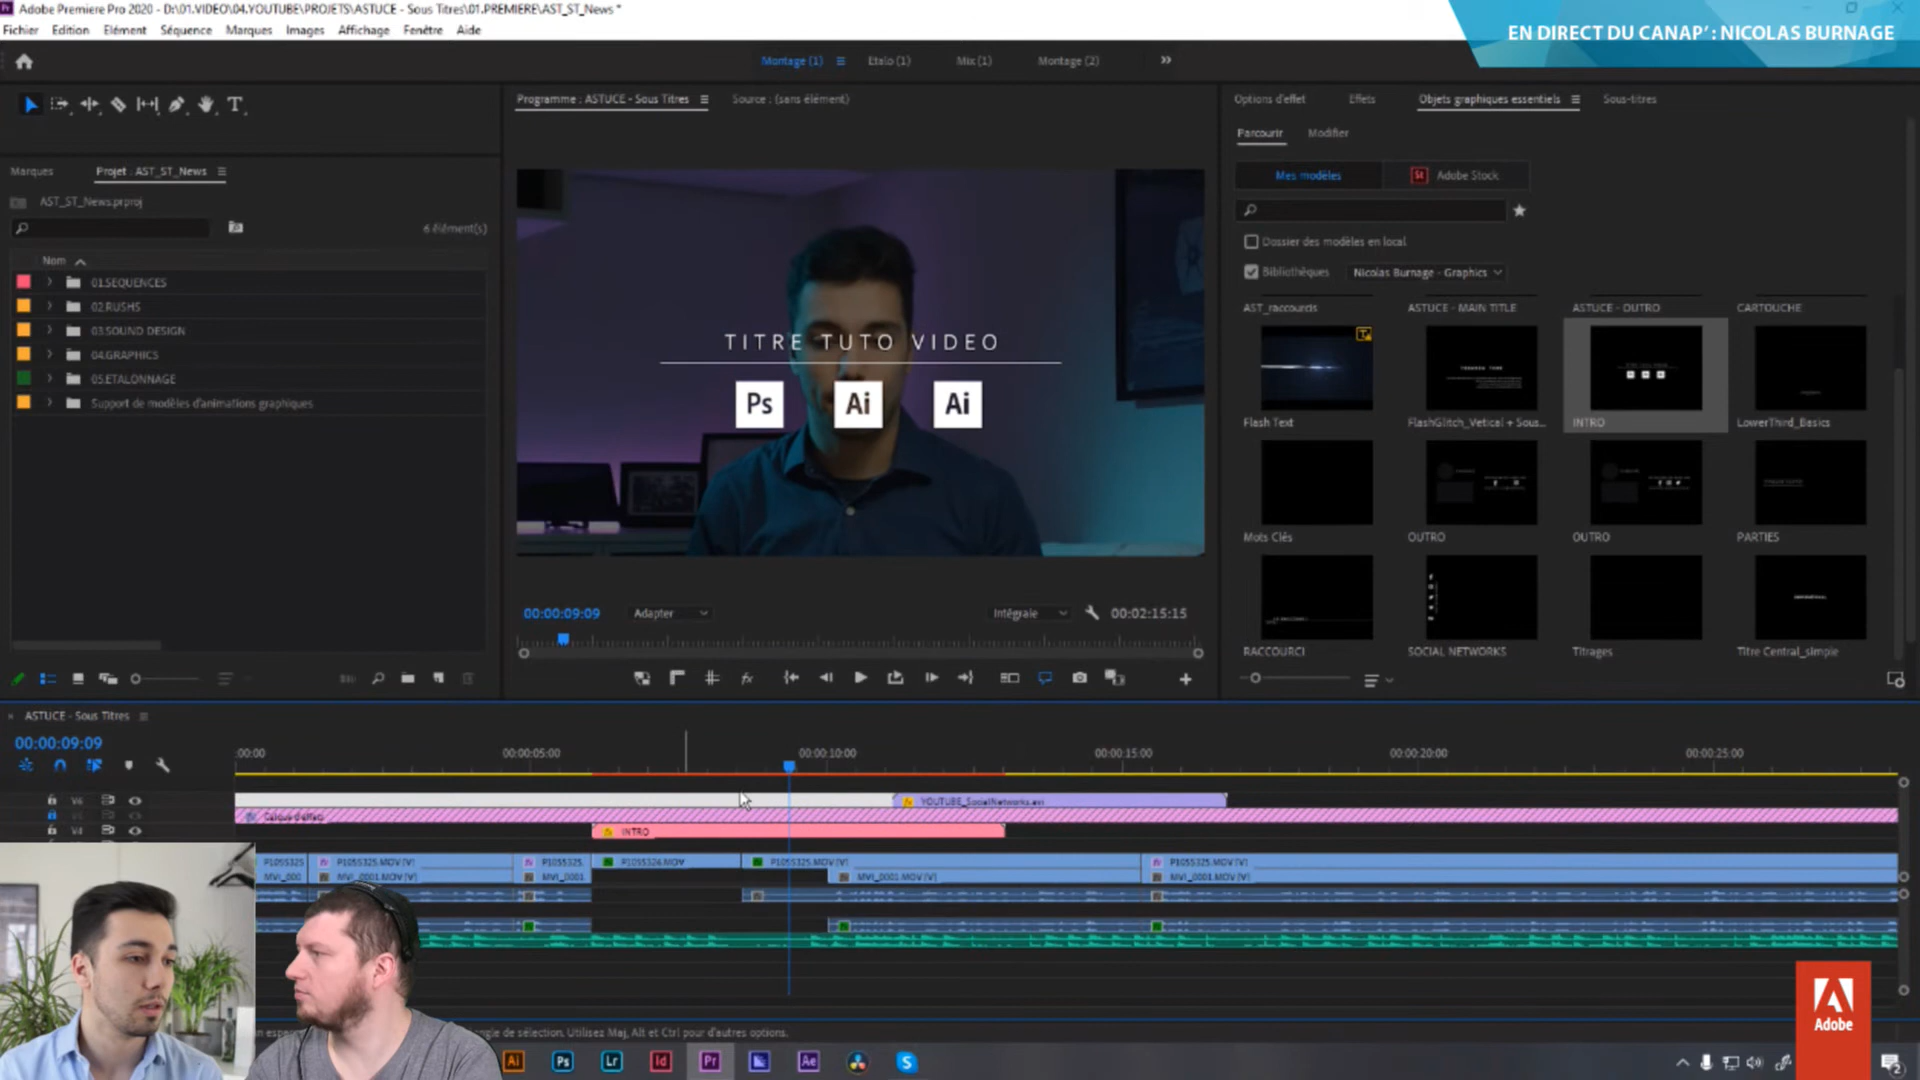 Adobe Premiere Pro 2020 - D:\01.VIDEO\04.YOUTUBE\PROJETS\ASTUCE - Sous Titres\01.PREMIERE\AST_ST_News *
EN DIRECT DU CANAP' : NICOLAS BURNAGE
Fichier Edition Elément Séquence Marques Images Affichage Fenêtre Aide
Montage (1) Etalo (1) Mix (1) Montage (2)
Programme : ASTUCE - Sous Titres Source : (sans élément)
Options d'effet Effets Objets graphiques essentiels Sous-titres
Parcourir Modifier
Mes modèles St Adobe Stock
Marques Projet : AST_ST_News
AST_ST_News.prproj
6 élément(s)
Nom
01.SEQUENCES
02.RUSHS
03.SOUND DESIGN
04.GRAPHICS
05.ETALONNAGE
Support de modèles d'animations graphiques
TITRE TUTO VIDEO
Ps Ai Ai
Dossier des modèles en local
Bibliothèques Nicolas Burnage - Graphics
AST_raccourcis ASTUCE - MAIN TITLE ASTUCE - OUTRO CARTOUCHE
Flash Text FlashGlitch_Vetical + Sous... INTRO LowerThird_Basics
Mots Clés OUTRO OUTRO PARTIES
RACCOURCI SOCIAL NETWORKS Titrages Titre Central_simple
00:00:09:09 Adapter Intégrale 00:02:15:15
ASTUCE - Sous Titres
00:00:09:09
:00:00 00:00:05:00 00:00:10:00 00:00:15:00 00:00:20:00 00:00:25:00
V6 YOUTUBE_SocialNetworks.avi
Calque d'effets
V4 INTRO
P1055325 P1055325.MOV [V] P1055325. P1055324.MOV P1055325.MOV [V] P1055325.MOV [V]
MVI_000 MVI_0001.MOV [V] MVI_0001. MVI_0001.MOV [V] MVI_0001.MOV [V]
angle de sélection. Utilisez Maj, Alt et Ctrl pour d'autres options.
Ai Ps Lr Id Pr Ae S
Adobe
2